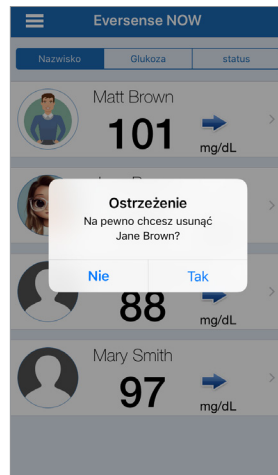 Eversense NOW
Nazwisko Glukoza status
Matt Brown
101
mg/dL
Ostrzeżenie
Na pewno chcesz usunąć
Jane Brown?
Nie Tak
88
mg/dL
Mary Smith
97
mg/dL